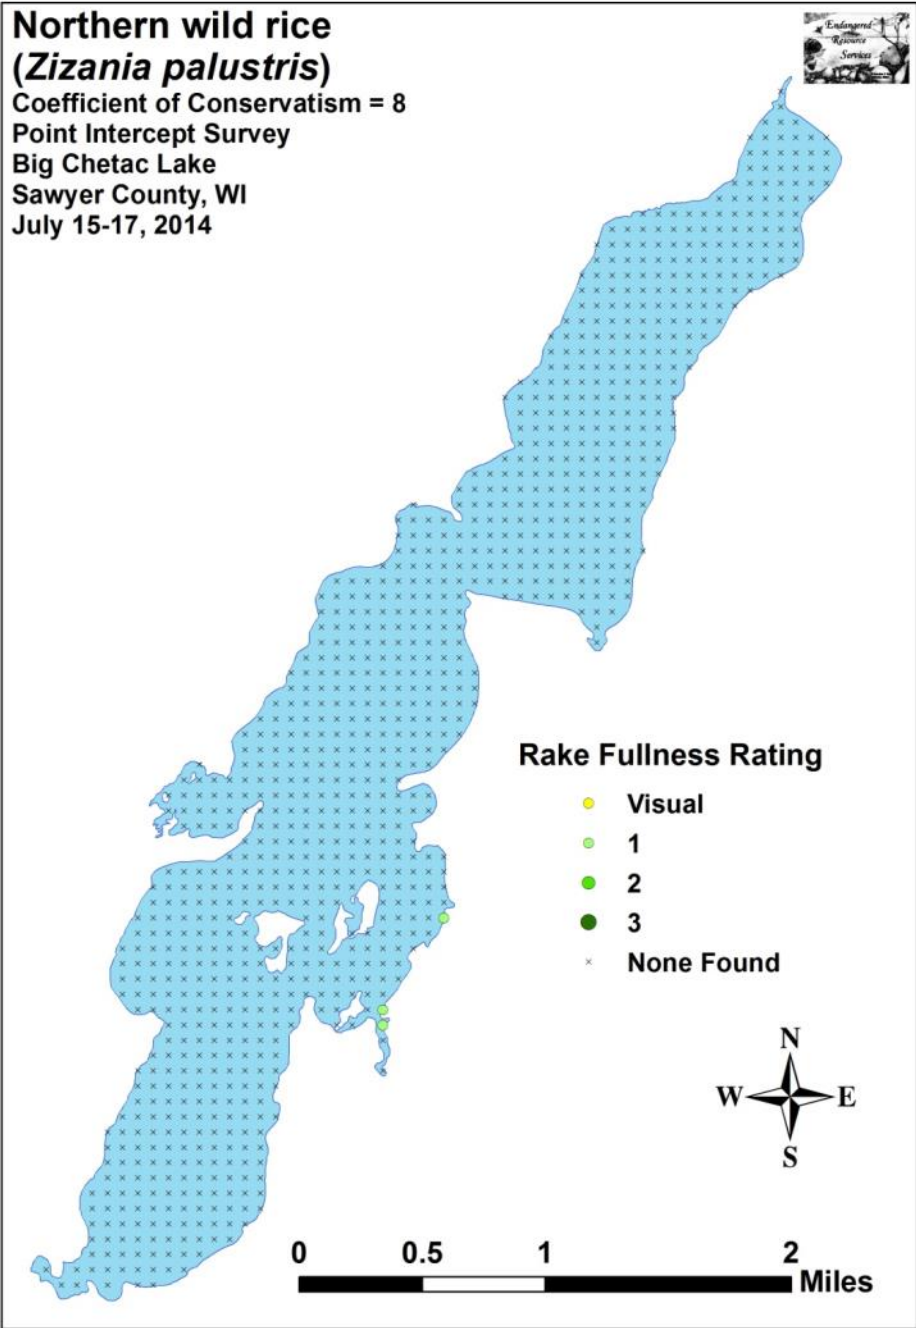 Northern wild rice
(Zizania palustris)
Coefficient of Conservatism = 8
Point Intercept Survey
Big Chetac Lake
Sawyer County, WI
July 15-17, 2014
Endangered
Resource
Services
Rake Fullness Rating
Visual
1
2
3
None Found
N
W E
S
0 0.5 1 2
Miles